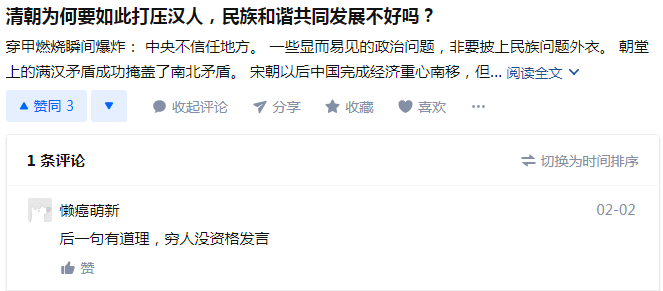 清朝为何要如此打压汉人，民族和谐共同发展不好吗？
穿甲燃烧瞬间爆炸： 中央不信任地方。 一些显而易见的政治问题，非要披上民族问题外衣。 朝堂
上的满汉矛盾成功掩盖了南北矛盾。 宋朝以后中国完成经济重心南移，但... 阅读全文
赞同 3 收起评论 分享 收藏 喜欢 ...
1 条评论 切换为时间排序
懒癌萌新 02-02
后一句有道理，穷人没资格发言
赞